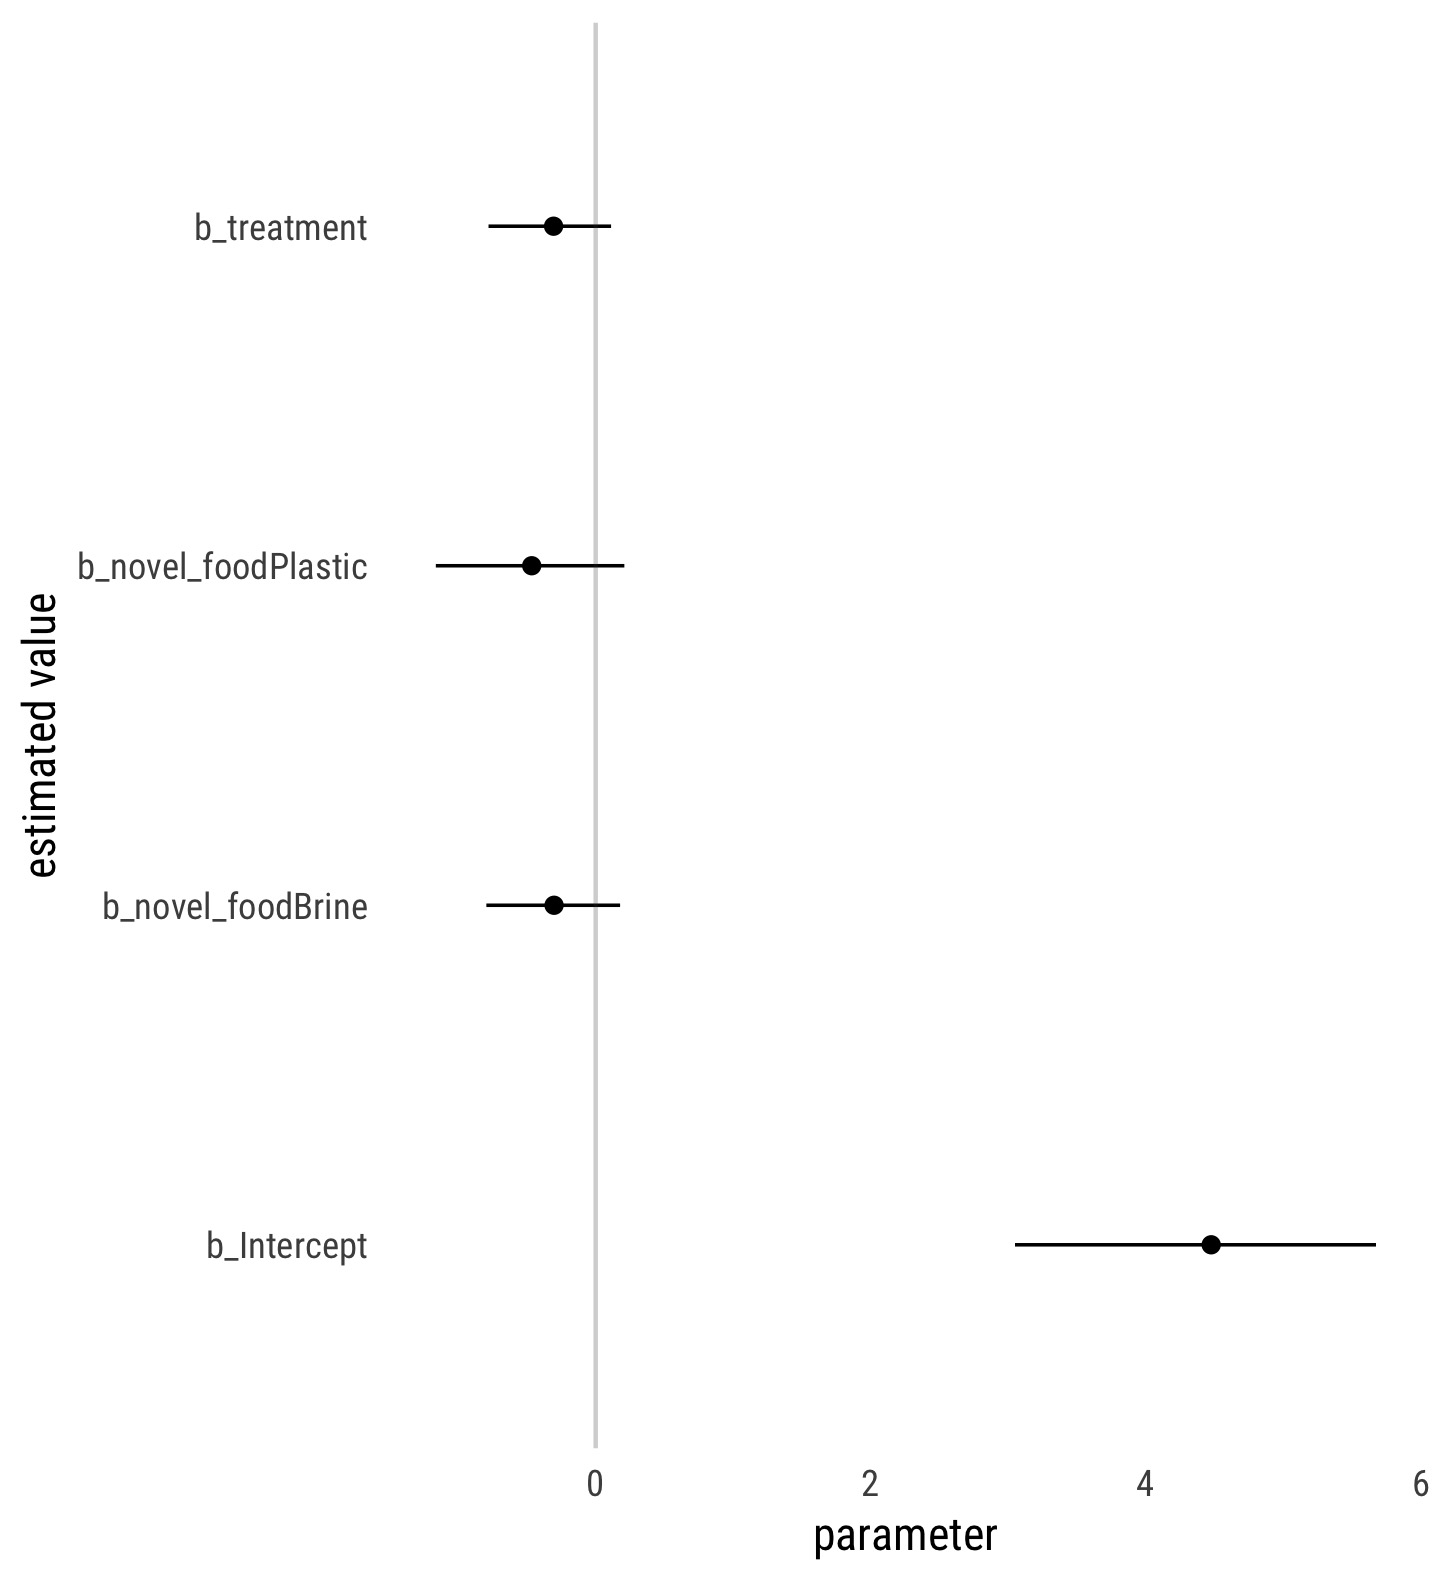 b_treatment
b_novel_foodPlastic
estimated value
b_novel_foodBrine
b_Intercept
0 2 4 6
parameter